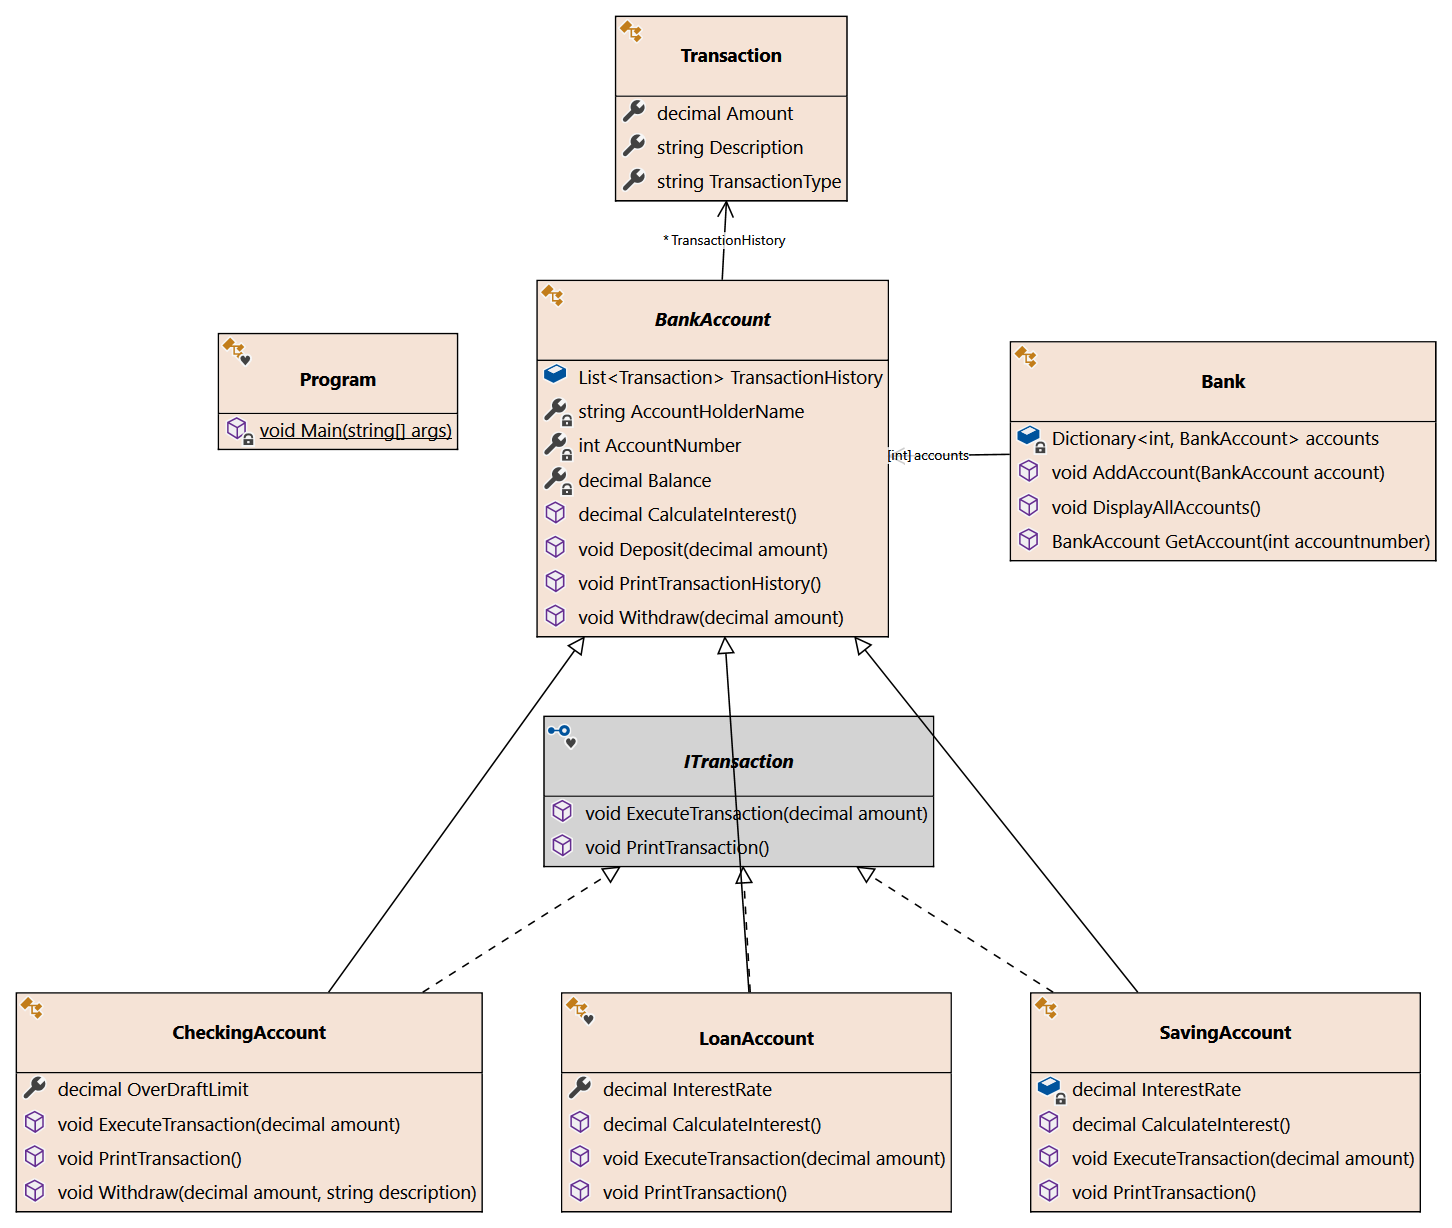 Transaction
decimal Amount
string Description
string TransactionType
* TransactionHistory
BankAccount
List<Transaction> TransactionHistory
string AccountHolderName
int AccountNumber
decimal Balance
decimal CalculateInterest()
void Deposit(decimal amount)
void PrintTransactionHistory()
void Withdraw(decimal amount)
Program
void Main(string[] args)
[int] accounts
Bank
Dictionary<int, BankAccount> accounts
void AddAccount(BankAccount account)
void DisplayAllAccounts()
BankAccount GetAccount(int accountnumber)
ITransaction
void ExecuteTransaction(decimal amount)
void PrintTransaction()
CheckingAccount
decimal OverDraftLimit
void ExecuteTransaction(decimal amount)
void PrintTransaction()
void Withdraw(decimal amount, string description)
LoanAccount
decimal InterestRate
decimal CalculateInterest()
void ExecuteTransaction(decimal amount)
void PrintTransaction()
SavingAccount
decimal InterestRate
decimal CalculateInterest()
void ExecuteTransaction(decimal amount)
void PrintTransaction()